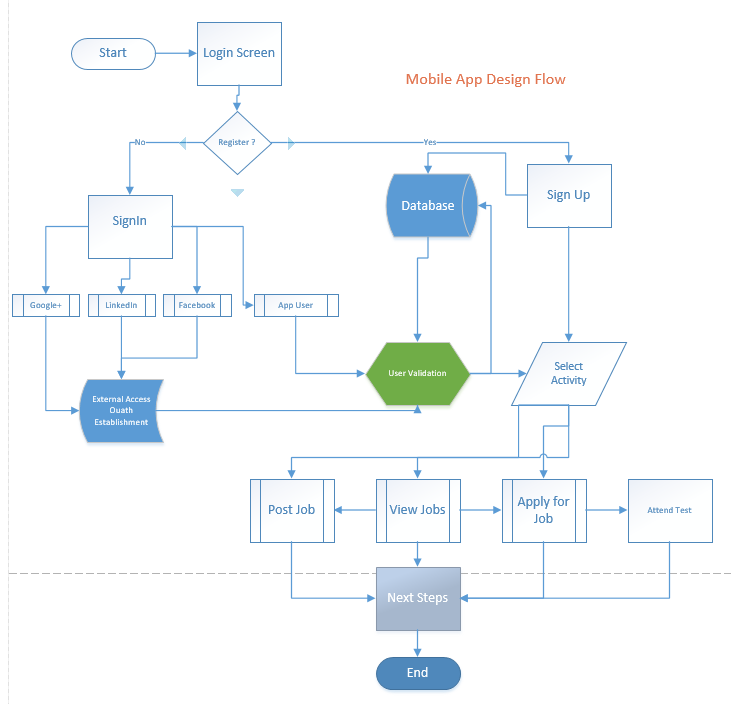 Start
Login Screen
Mobile App Design Flow
Register ?
No
Yes
Database
Sign Up
SignIn
Google+
LinkedIn
Facebook
App User
User Validation
Select
Activity
External Access
Ouath
Establishment
Post Job
View Jobs
Apply for
Job
Attend Test
Next Steps
End